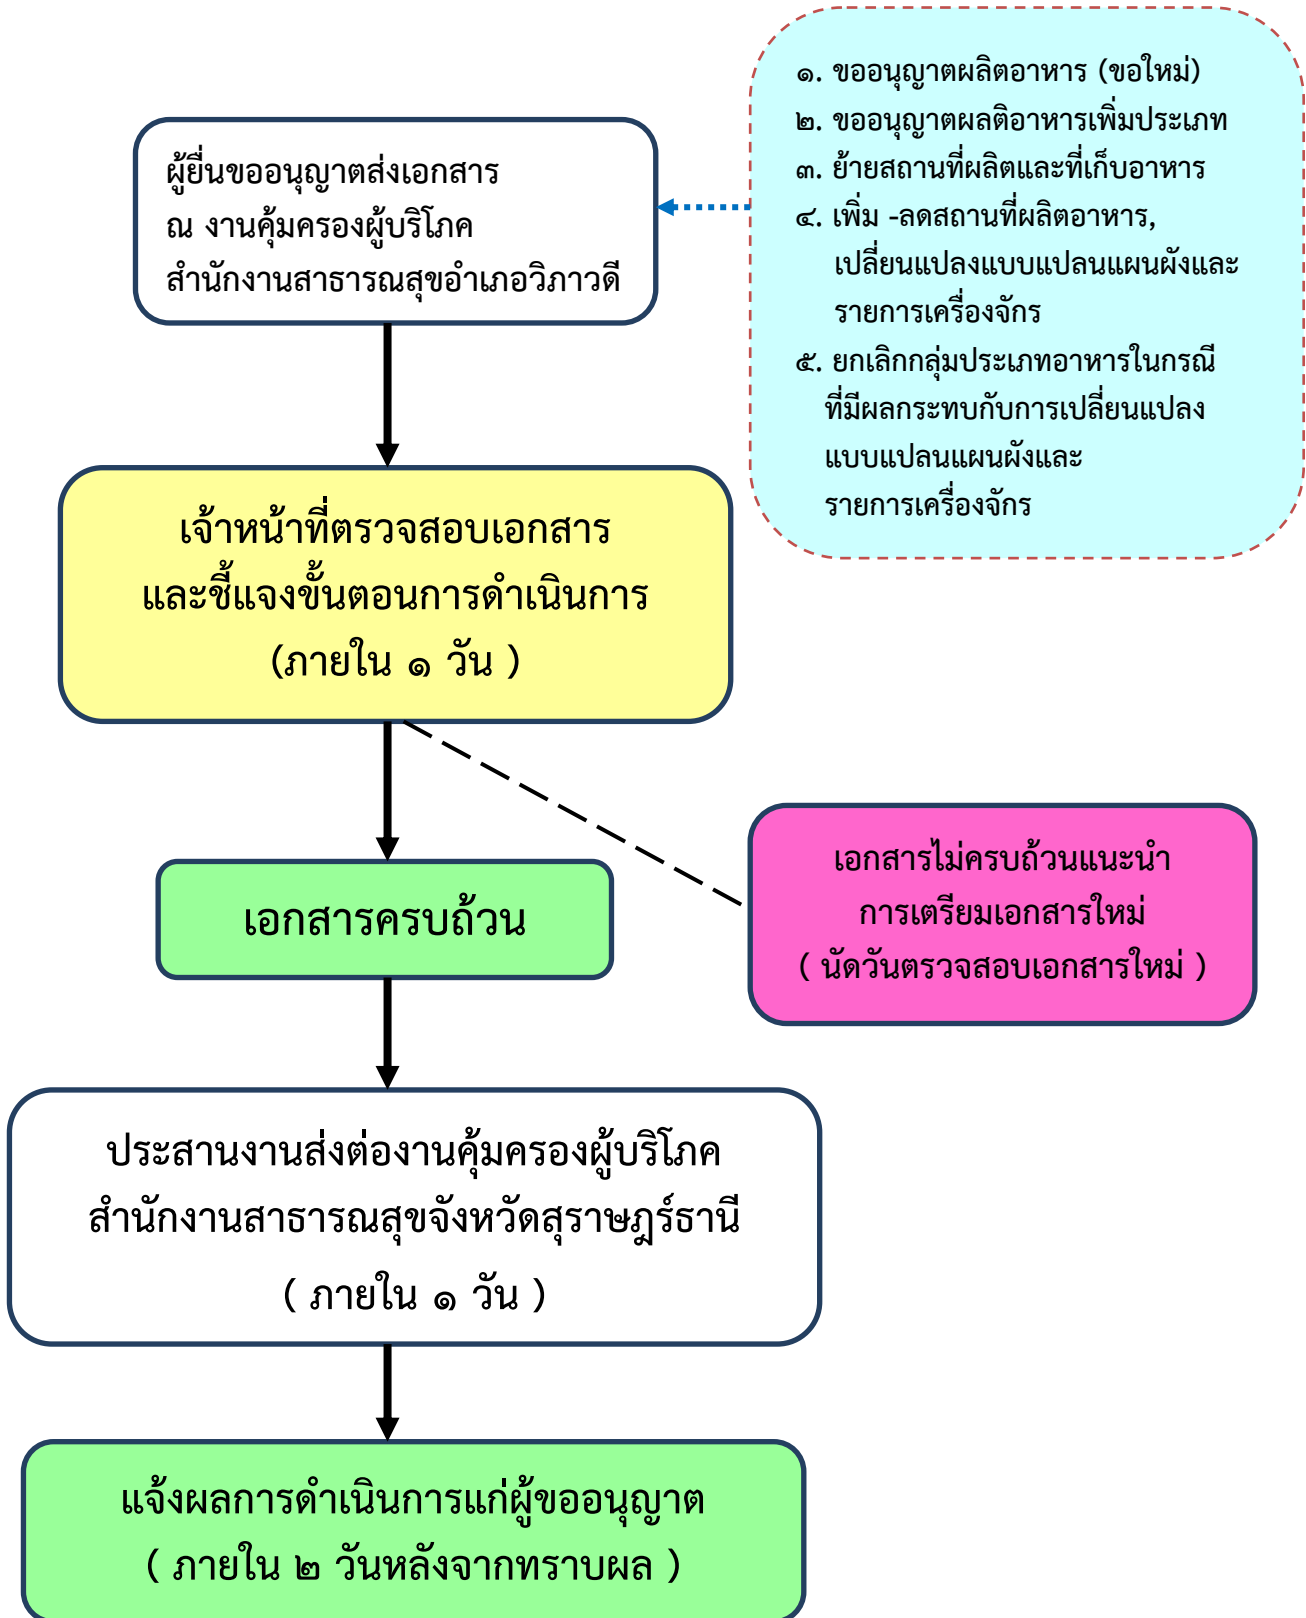 ๑. ขออนุญาตผลิตอาหาร (ขอใหม่)
๒. ขออนุญาตผลติอาหารเพิ่มประเภท
๓. ย้ายสถานที่ผลิตและที่เก็บอาหาร
๔. เพิ่ม -ลดสถานที่ผลิตอาหาร,
เปลี่ยนแปลงแบบแปลนแผนผังและ
รายการเครื่องจักร
๕. ยกเลิกกลุ่มประเภทอาหารในกรณี
ที่มีผลกระทบกับการเปลี่ยนแปลง
แบบแปลนแผนผังและ
รายการเครื่องจักร
ผู้ยื่นขออนุญาตส่งเอกสาร
ณ งานคุ้มครองผู้บริโภค
สำนักงานสาธารณสุขอำเภอวิภาวดี
เจ้าหน้าที่ตรวจสอบเอกสาร
และชี้แจงขั้นตอนการดำเนินการ
(ภายใน ๑ วัน )
เอกสารครบถ้วน
เอกสารไม่ครบถ้วนแนะนำ
การเตรียมเอกสารใหม่
( นัดวันตรวจสอบเอกสารใหม่ )
ประสานงานส่งต่องานคุ้มครองผู้บริโภค
สำนักงานสาธารณสุขจังหวัดสุราษฎร์ธานี
( ภายใน ๑ วัน )
แจ้งผลการดำเนินการแก่ผู้ขออนุญาต
( ภายใน ๒ วันหลังจากทราบผล )